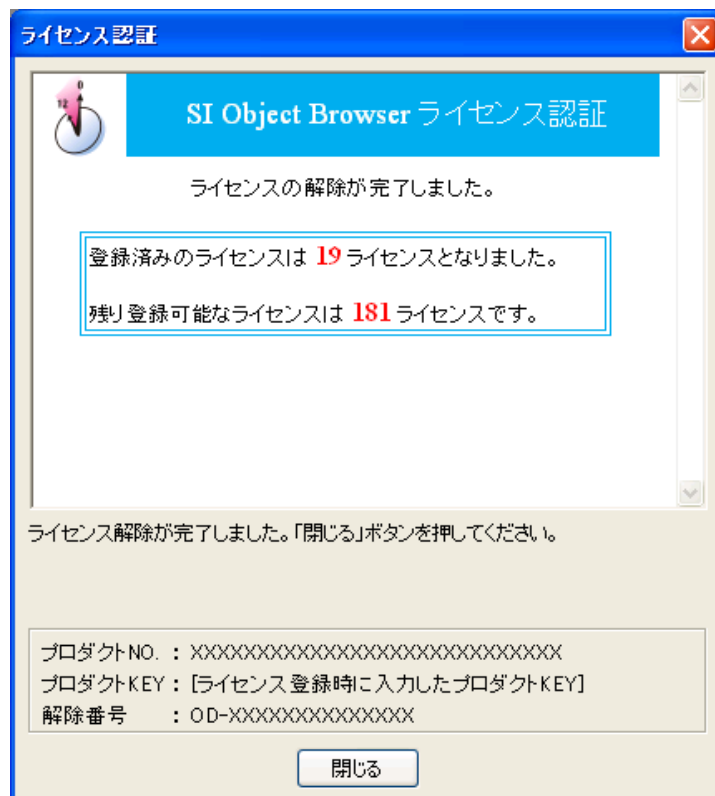 ライセンス認証
0
12
SI Object Browser ライセンス認証
ライセンスの解除が完了しました。
登録済みのライセンスは 19 ライセンスとなりました。
残り登録可能なライセンスは 181 ライセンスです。
ライセンス解除が完了しました。「閉じる」ボタンを押してください。
プロダクトNO. : XXXXXXXXXXXXXXXXXXXXXXXXXXXX
プロダクトKEY : [ライセンス登録時に入力したプロダクトKEY]
解除番号 : OD-XXXXXXXXXXXXXX
閉じる